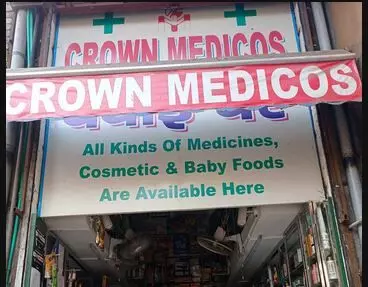 CROWN MEDICOS
CROWN MEDICOS
All Kinds Of Medicines,
Cosmetic & Baby Foods
Are Available Here